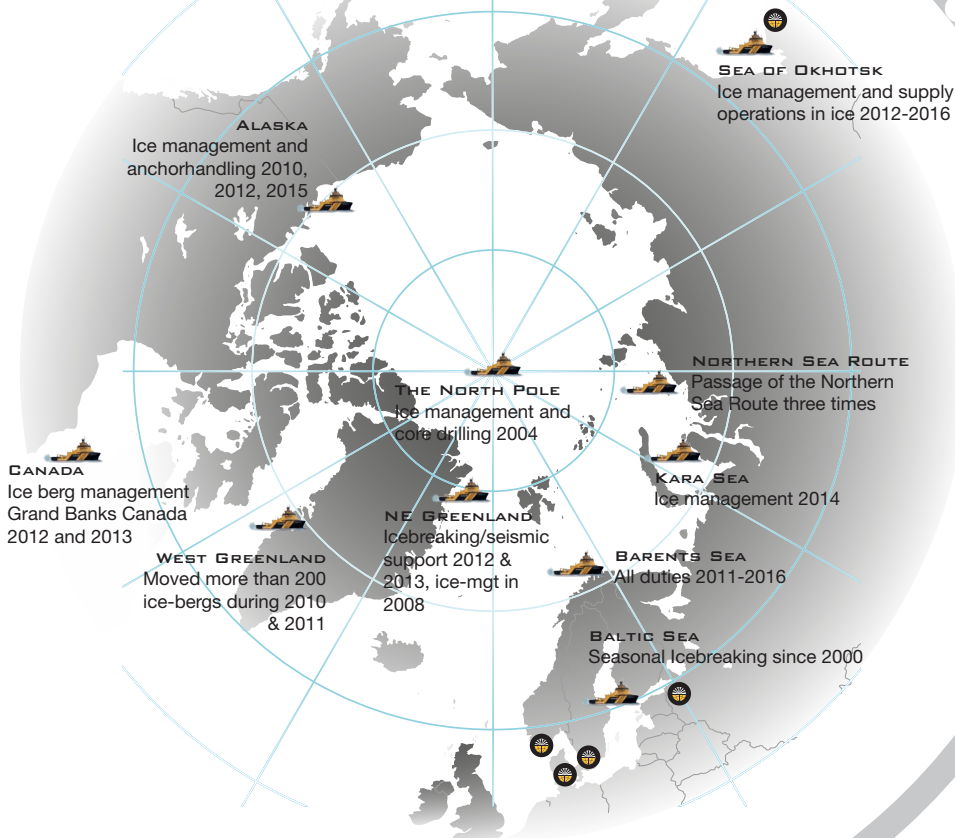 SEA OF OKHOTSK
Ice management and supply
operations in ice 2012-2016
ALASKA
Ice management and
anchorhandling 2010,
2012, 2015
NORTHERN SEA ROUTE
Passage of the Northern
Sea Route three times
THE NORTH POLE
Ice management and
core drilling 2004
CANADA
Ice berg management
Grand Banks Canada
2012 and 2013
KARA SEA
Ice management 2014
NE GREENLAND
Icebreaking/seismic
support 2012 &
2013, ice-mgt in
2008
WEST GREENLAND
Moved more than 200
ice-bergs during 2010
& 2011
BARENTS SEA
All duties 2011-2016
BALTIC SEA
Seasonal Icebreaking since 2000